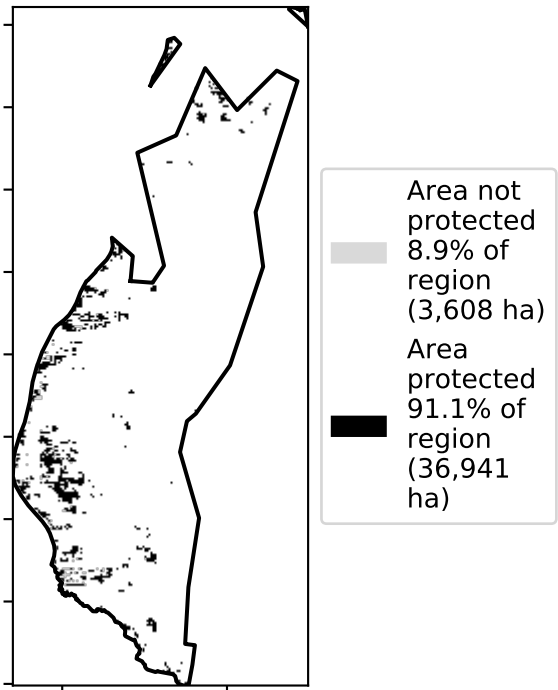 Area not
protected
8.9% of
region
(3,608 ha)
Area
protected
91.1% of
region
(36,941
ha)